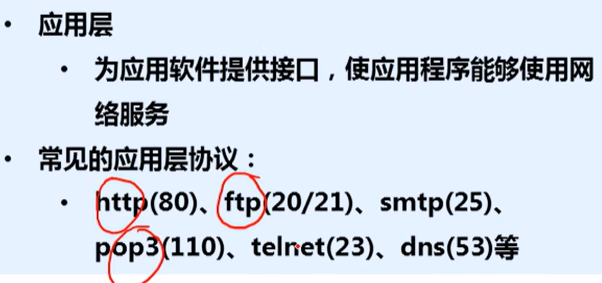 • 应用层
• 为应用软件提供接口，使应用程序能够使用网
络服务
• 常见的应用层协议：
• http(80)、ftp(20/21)、smtp(25)、
pop3(110)、telnet(23)、dns(53)等